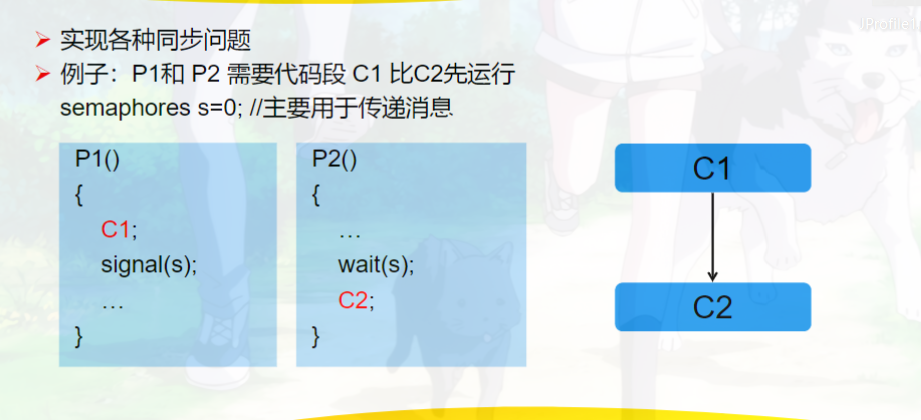 实现各种同步问题
例子：P1和 P2 需要代码段 C1 比C2先运行
semaphores s=0; //主要用于传递消息
P1()
{
C1;
signal(s);
…
}
P2()
{
…
wait(s);
C2;
}
C1
C2
|Profile|